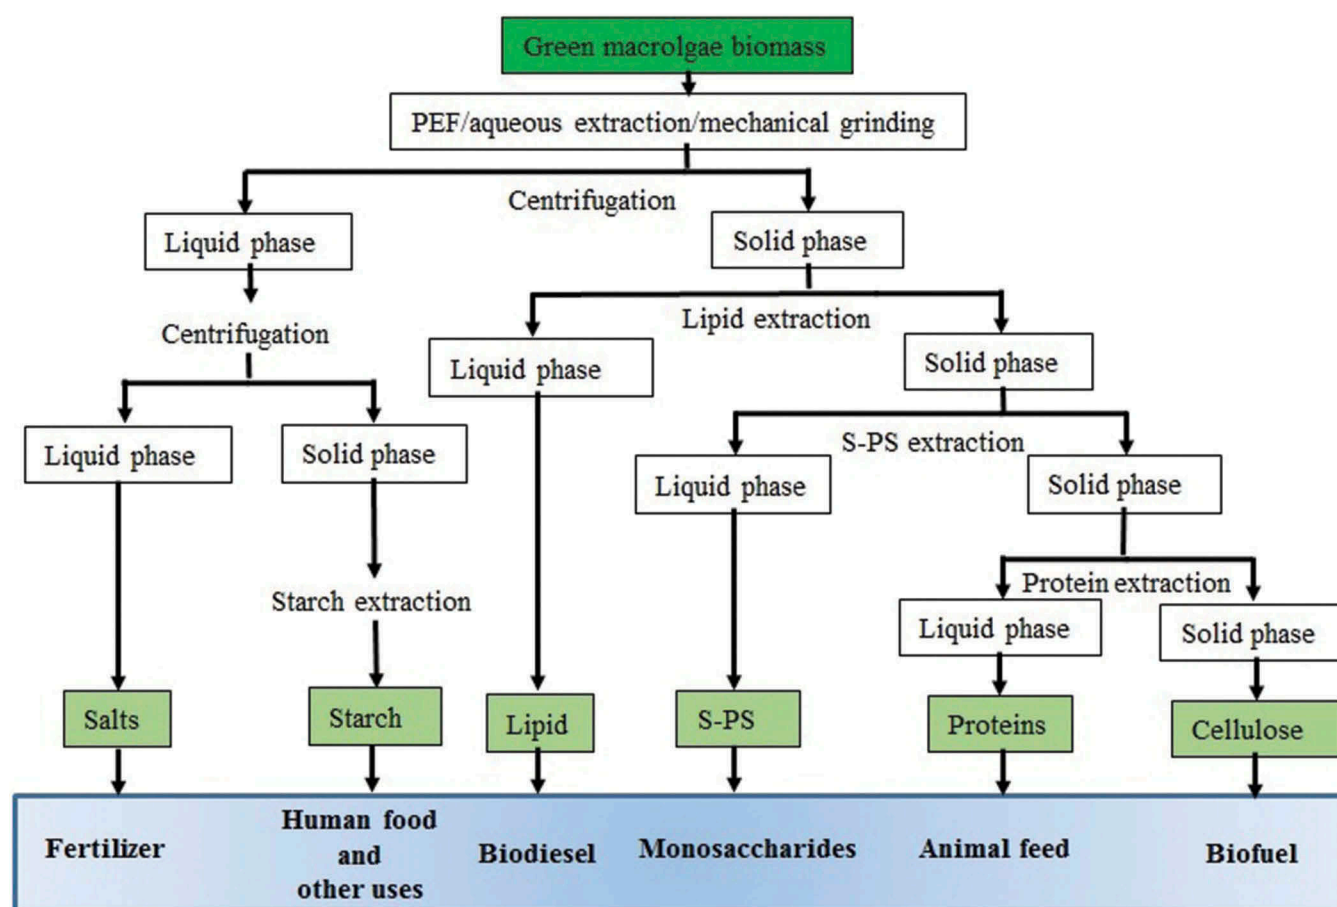 Green macrolgae biomass
PEF/aqueous extraction/mechanical grinding
Centrifugation
Liquid phase
Solid phase
Centrifugation
Lipid extraction
Liquid phase
Solid phase
Liquid phase
Solid phase
S-PS extraction
Liquid phase
Solid phase
Starch extraction
Protein extraction
Liquid phase
Solid phase
Salts
Starch
Lipid
S-PS
Proteins
Cellulose
Fertilizer
Human food
and
other uses
Biodiesel
Monosaccharides
Animal feed
Biofuel